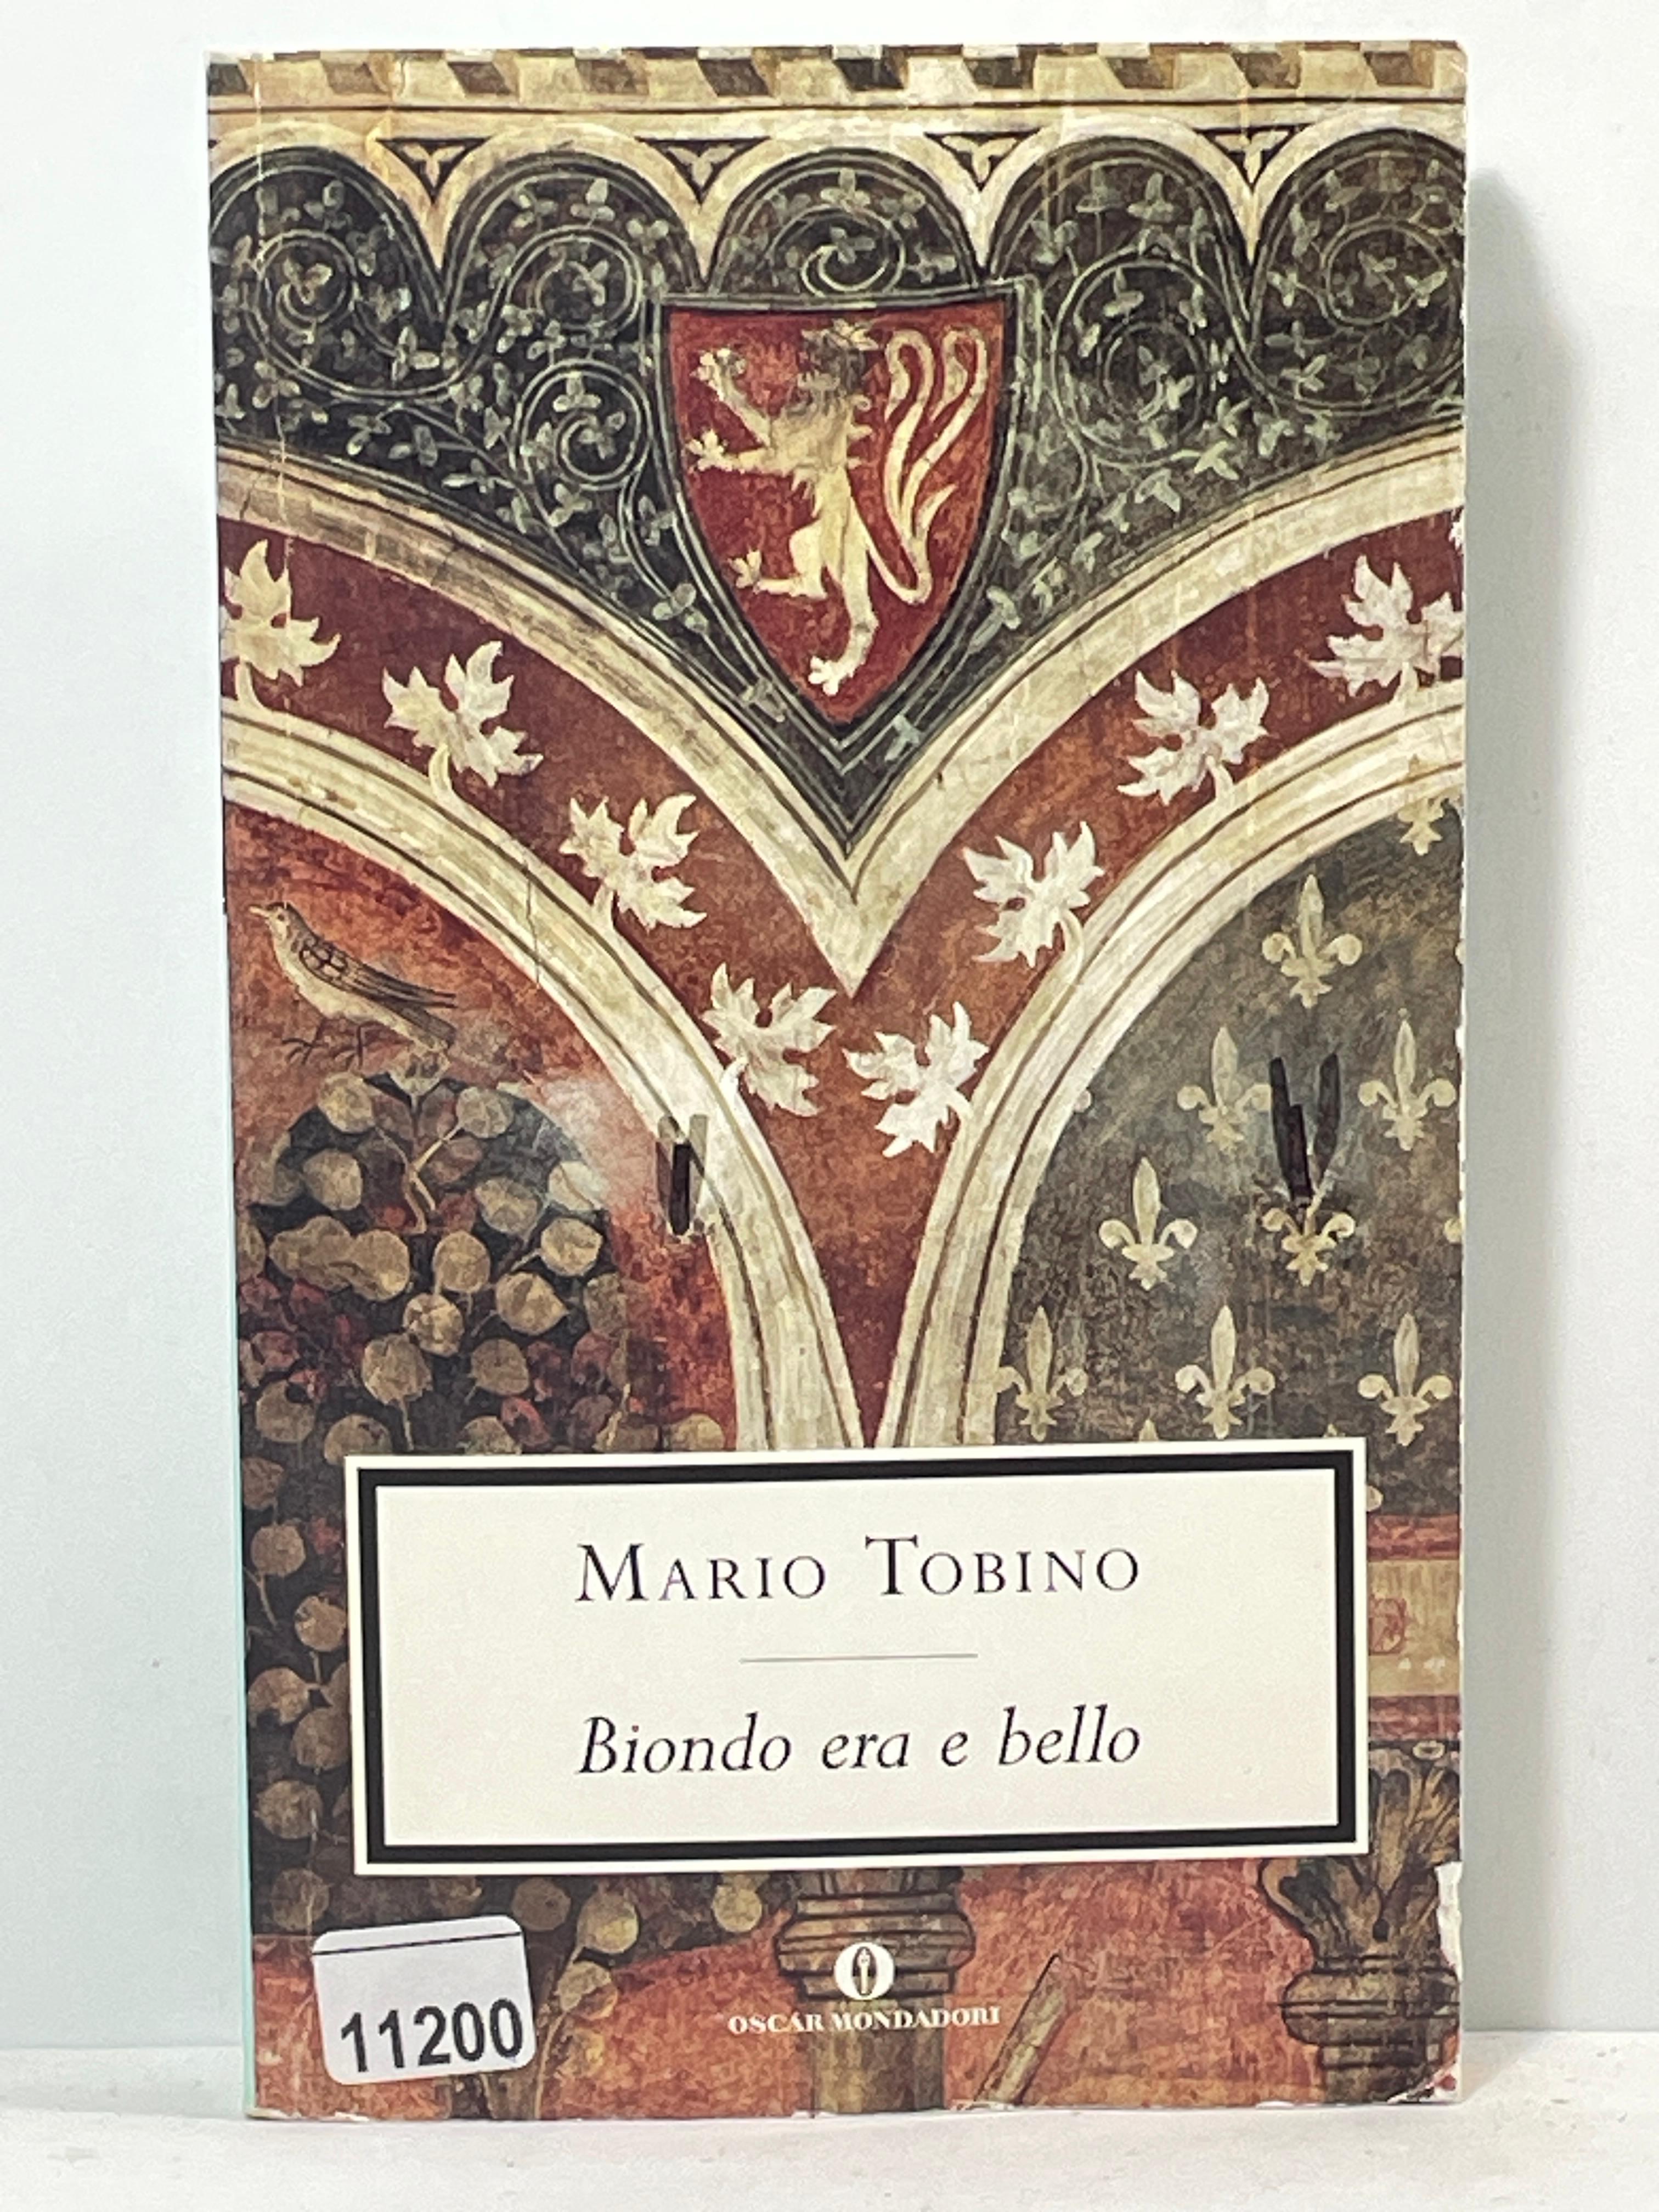 MARIO TOBINO
Biondo era e bello
OSCAR MONDADORI
11200